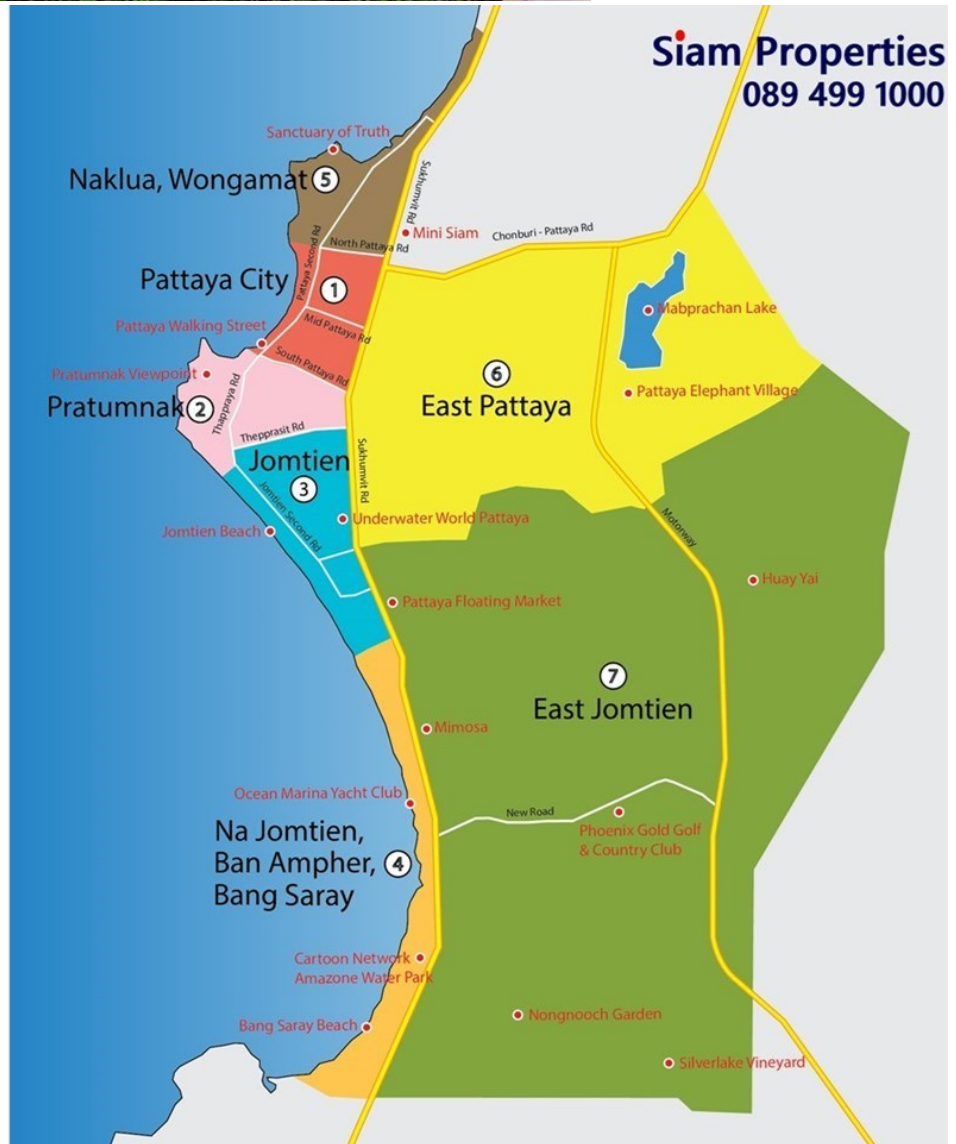 Siam Properties
089 499 1000
Sanctuary of Truth
Naklua, Wongamat 5
Sukhumvit Rd
Mini Siam
Chonburi - Pattaya Rd
North Pattaya Rd
Pattaya Second Rd
Pattaya City
1
Mabprachan Lake
Mid Pattaya Rd
Pattaya Walking Street
South Pattaya Rd
Pratumnak Viewpoint
6
East Pattaya
Pattaya Elephant Village
Pratumnak 2
Thappraya Rd
Thepprasit Rd
Jomtien
3
Sukhumvit Rd
Jomtien Second Rd
Underwater World Pattaya
Jomtien Beach
Motorway
Huay Yai
Pattaya Floating Market
7
East Jomtien
Mimosa
Ocean Marina Yacht Club
New Road
Phoenix Gold Golf
& Country Club
Na Jomtien,
Ban Ampher,
Bang Saray
4
Cartoon Network
Amazone Water Park
Nongnooch Garden
Bang Saray Beach
Silverlake Vineyard